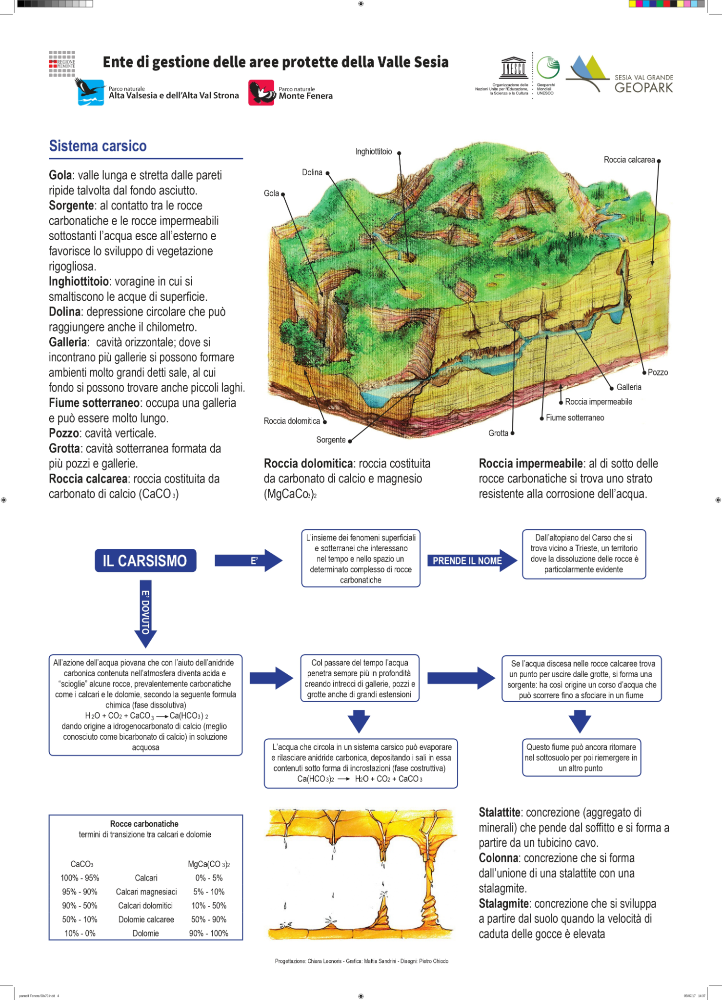 REGIONE
PIEMONTE
Ente di gestione delle aree protette della Valle Sesia
Parco naturale
Alta Valsesia e dell'Alta Val Strona
Parco naturale
Monte Fenera
UNESCO
Organizzazione delle
Nazioni Unite per l'Educazione,
la Scienza e la Cultura
Geoparchi
Mondiali
UNESCO
SESIA VAL GRANDE
GEOPARK
Sistema carsico
Gola: valle lunga e stretta dalle pareti
ripide talvolta dal fondo asciutto.
Sorgente: al contatto tra le rocce
carbonatiche e le rocce impermeabili
sottostanti l'acqua esce all'esterno e
favorisce lo sviluppo di vegetazione
rigogliosa.
Inghiottitoio: voragine in cui si
smaltiscono le acque di superficie.
Dolina: depressione circolare che può
raggiungere anche il chilometro.
Galleria: cavità orizzontale; dove si
incontrano più gallerie si possono formare
ambienti molto grandi detti sale, al cui
fondo si possono trovare anche piccoli laghi.
Fiume sotterraneo: occupa una galleria
e può essere molto lungo.
Pozzo: cavità verticale.
Grotta: cavità sotterranea formata da
più pozzi e gallerie.
Roccia calcarea: roccia costituita da
carbonato di calcio (CaCO3)
Inghiottitoio
Roccia calcarea
Dolina
Gola
Pozzo
Galleria
Roccia impermeabile
Fiume sotterraneo
Roccia dolomitica
Grotta
Sorgente
Roccia dolomitica: roccia costituita
da carbonato di calcio e magnesio
(MgCaCo3)2
Roccia impermeabile: al di sotto delle
rocce carbonatiche si trova uno strato
resistente alla corrosione dell'acqua.
IL CARSISMO
E'
L'insieme dei fenomeni superficiali
e sotterranei che interessano
nel tempo e nello spazio un
determinato complesso di rocce
carbonatiche
PRENDE IL NOME
Dall'altopiano del Carso che si
trova vicino a Trieste, un territorio
dove la dissoluzione delle rocce è
particolarmente evidente
E' DOVUTO
All'azione dell'acqua piovana che con l'aiuto dell'anidride
carbonica contenuta nell'atmosfera diventa acida e
“scioglie” alcune rocce, prevalentemente carbonatiche
come i calcari e le dolomie, secondo la seguente formula
chimica (fase dissolutiva)
H2O + CO2 + CaCO3 → Ca(HCO3)2
dando origine a idrogenocarbonato di calcio (meglio
conosciuto come bicarbonato di calcio) in soluzione
acquosa
Col passare del tempo l'acqua
penetra sempre più in profondità
creando intrecci di gallerie, pozzi e
grotte anche di grandi estensioni
Se l'acqua discesa nelle rocce calcaree trova
un punto per uscire dalle grotte, si forma una
sorgente: ha così origine un corso d'acqua che
può scorrere fino a sfociare in un fiume
L'acqua che circola in un sistema carsico può evaporare
e rilasciare anidride carbonica, depositando i sali in essa
contenuti sotto forma di incrostazioni (fase costruttiva)
Ca(HCO3)2 → H2O + CO2 + CaCO3
Questo fiume può ancora ritornare
nel sottosuolo per poi riemergere in
un altro punto
Rocce carbonatiche
termini di transizione tra calcari e dolomie
CaCO3 MgCa(CO3)2
100% - 95% Calcari 0% - 5%
95% - 90% Calcari magnesiaci 5% - 10%
90% - 50% Calcari dolomitici 10% - 50%
50% - 10% Dolomie calcaree 50% - 90%
10% - 0% Dolomie 90% - 100%
Stalattite: concrezione (aggregato di
minerali) che pende dal soffitto e si forma a
partire da un tubicino cavo.
Colonna: concrezione che si forma
dall'unione di una stalattite con una
stalagmite.
Stalagmite: concrezione che si sviluppa
a partire dal suolo quando la velocità di
caduta delle gocce è elevata
Progettazione: Chiara Leonoris - Grafica: Mattia Sandrini - Disegni: Pietro Chiodo
pannelli Fenera 50x70.indd 4
05/07/17 14:37